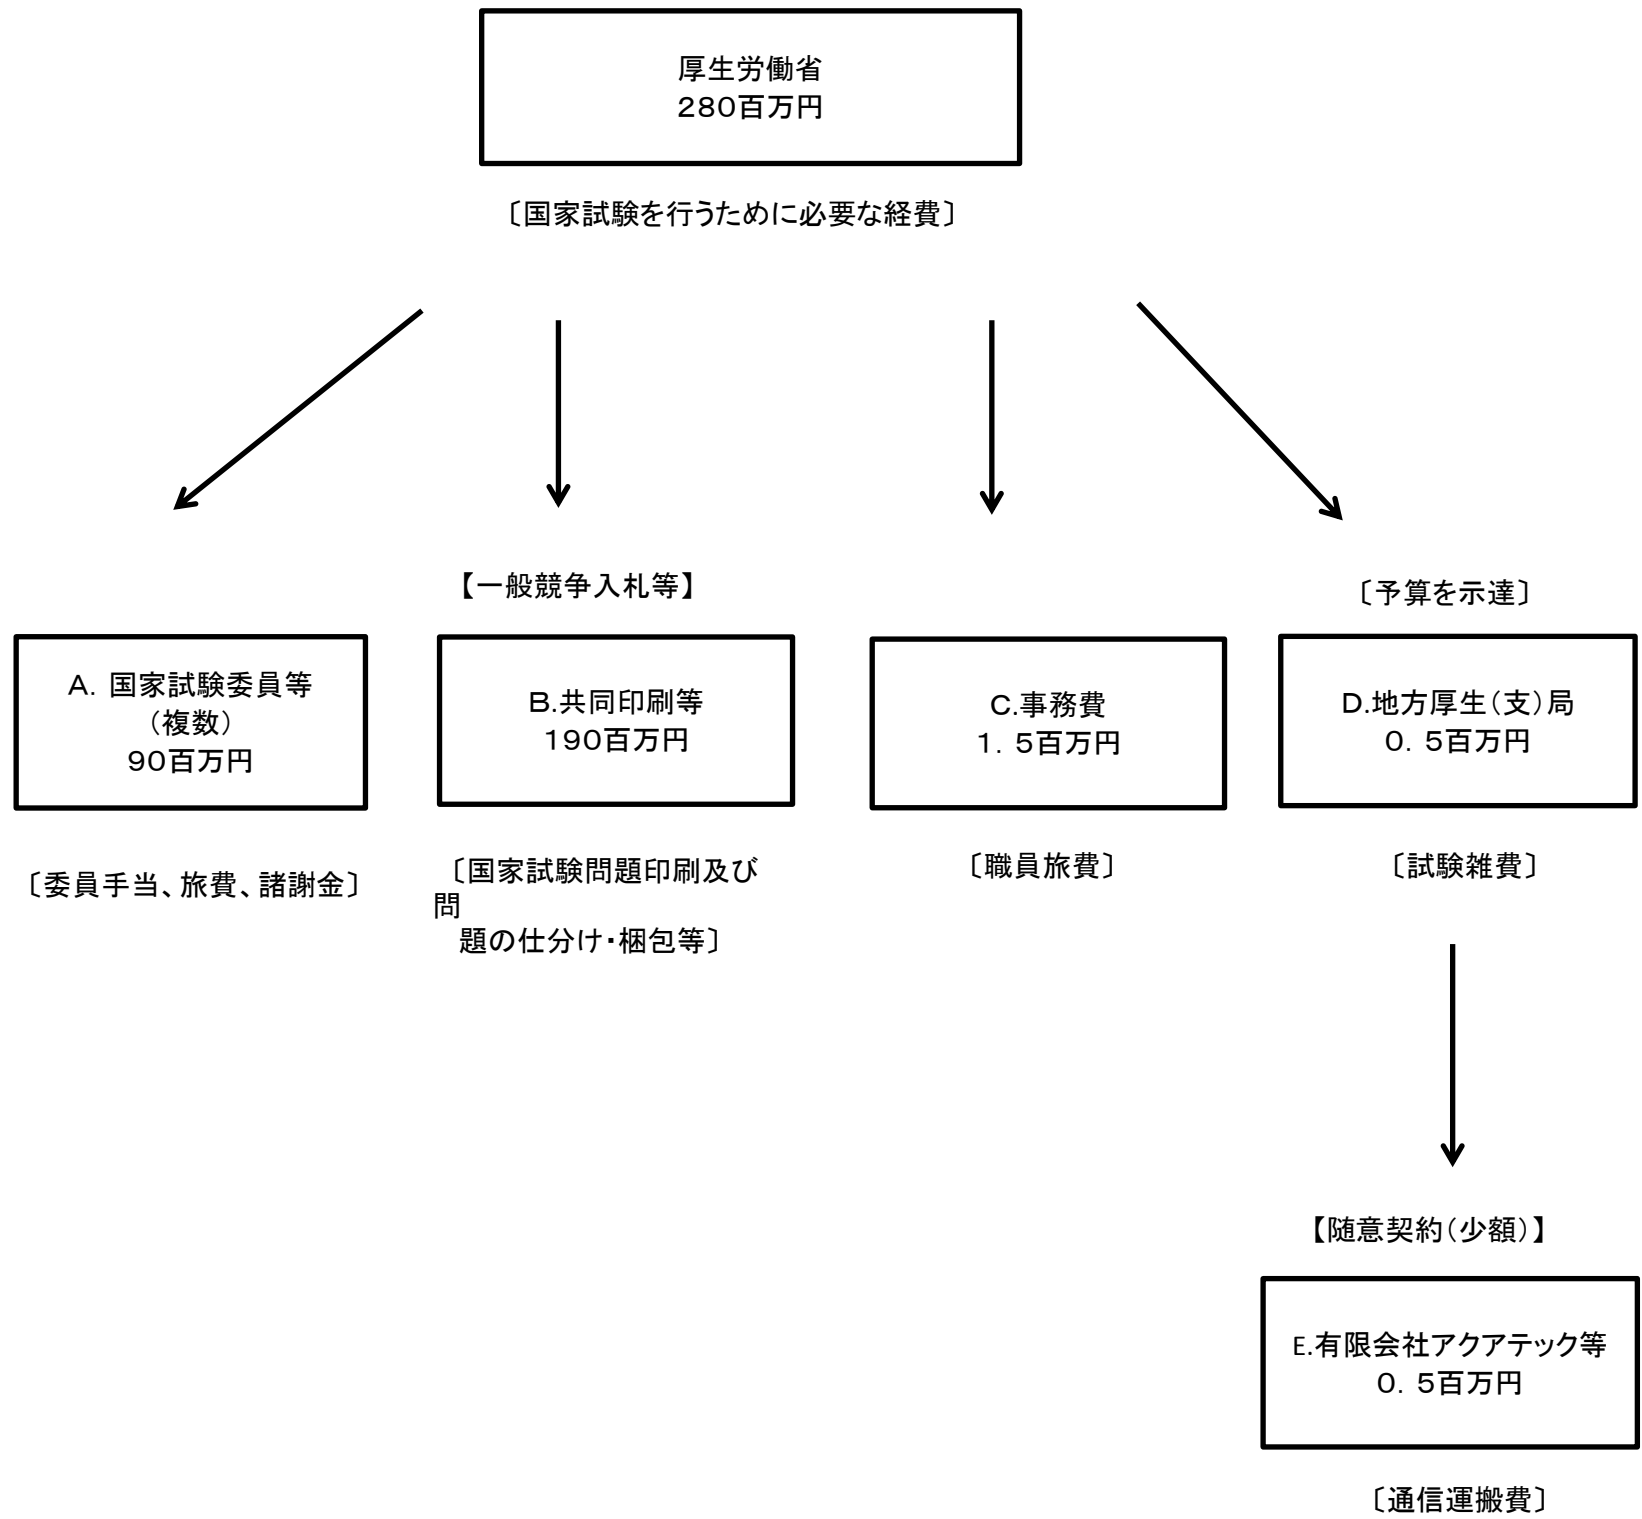 厚生労働省
280百万円
〔国家試験を行うために必要な経費〕
【一般競争入札等】
〔予算を示達〕
A．国家試験委員等
（複数）
90百万円
B.共同印刷等
190百万円
C.事務費
1．5百万円
D.地方厚生（支）局
0．5百万円
〔委員手当、旅費、諸謝金〕
〔国家試験問題印刷及び
問
題の仕分け・梱包等〕
〔職員旅費〕
〔試験雑費〕
【随意契約（少額）】
E.有限会社アクアテック等
0．5百万円
〔通信運搬費〕